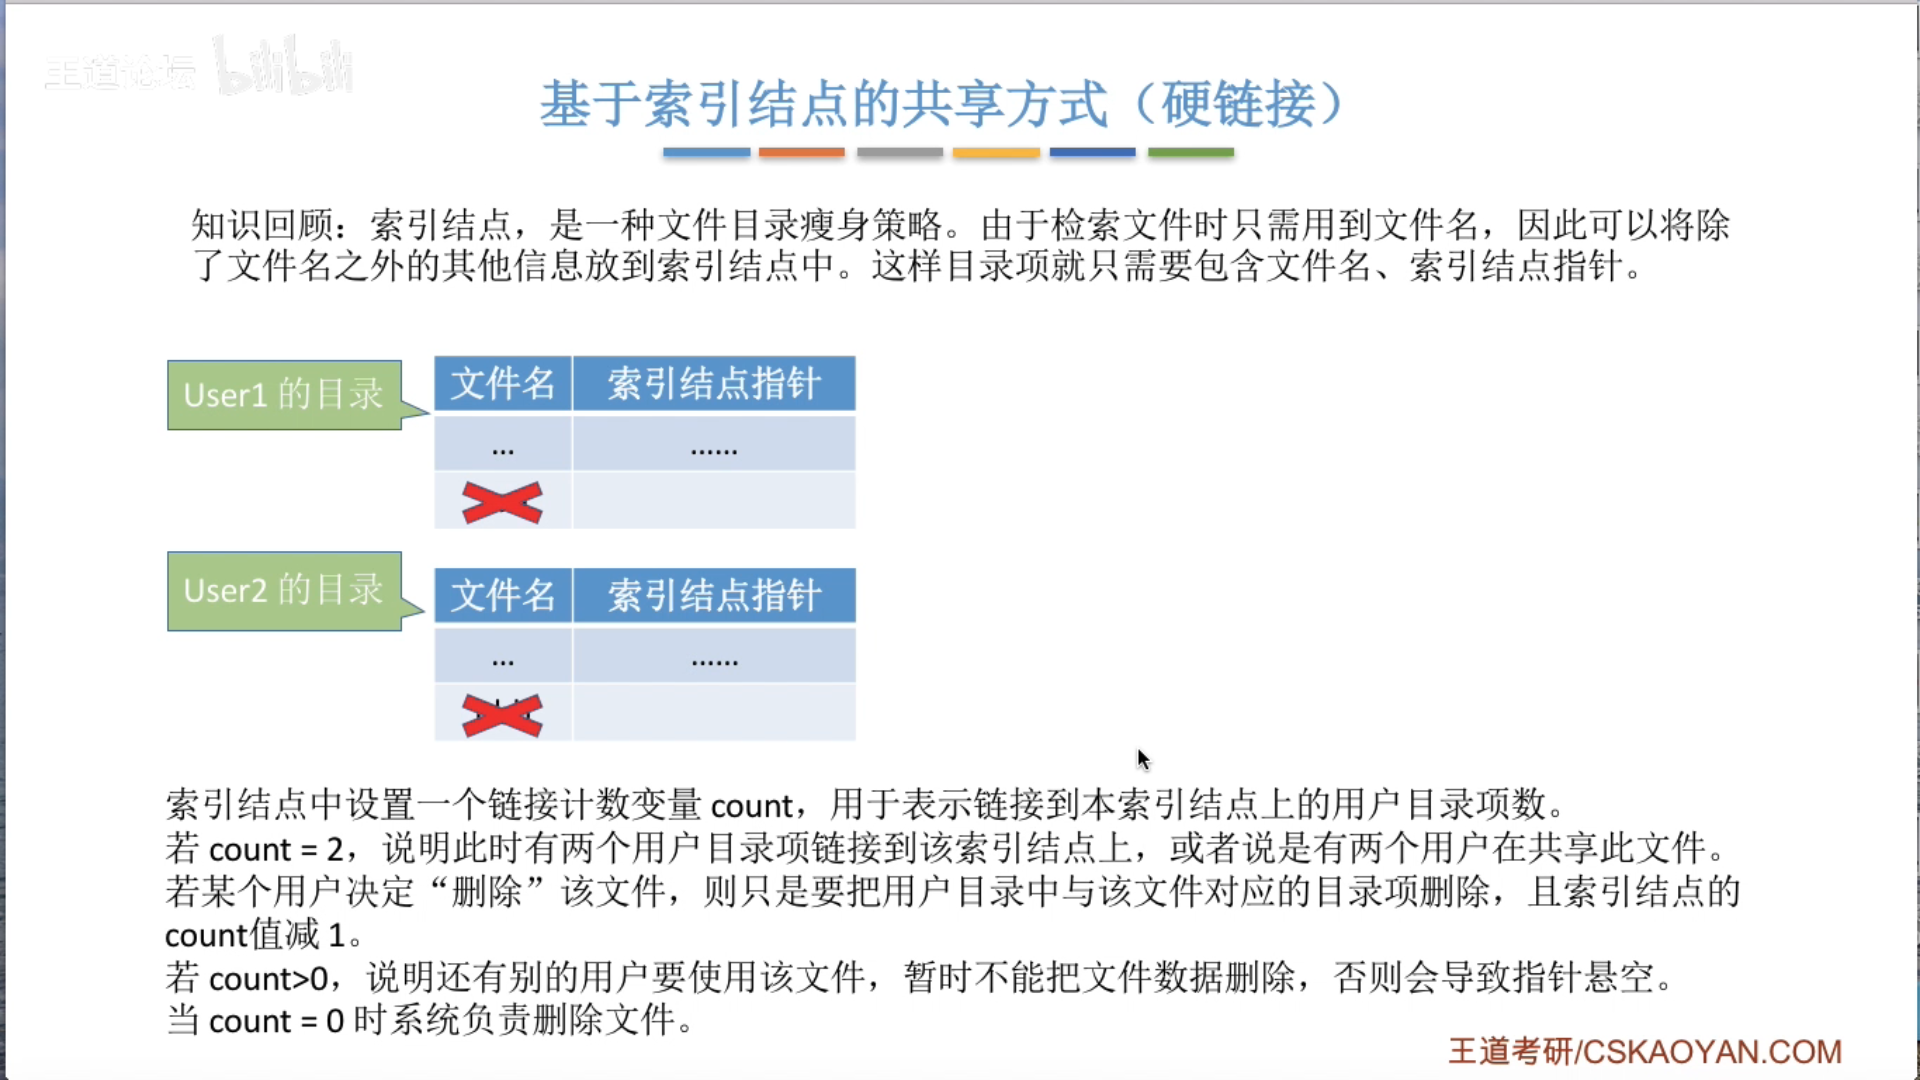 王道论坛 bilibili
基于索引结点的共享方式（硬链接）
知识回顾：索引结点，是一种文件目录瘦身策略。由于检索文件时只需用到文件名，因此可以将除
了文件名之外的其他信息放到索引结点中。这样目录项就只需要包含文件名、索引结点指针。
User1 的目录
文件名 索引结点指针
... ......
User2 的目录
文件名 索引结点指针
... ......
索引结点中设置一个链接计数变量 count，用于表示链接到本索引结点上的用户目录项数。
若 count = 2，说明此时有两个用户目录项链接到该索引结点上，或者说是有两个用户在共享此文件。
若某个用户决定“删除”该文件，则只是要把用户目录中与该文件对应的目录项删除，且索引结点的
count值减 1。
若 count>0，说明还有别的用户要使用该文件，暂时不能把文件数据删除，否则会导致指针悬空。
当 count = 0 时系统负责删除文件。
王道考研/CSKAOYAN.COM